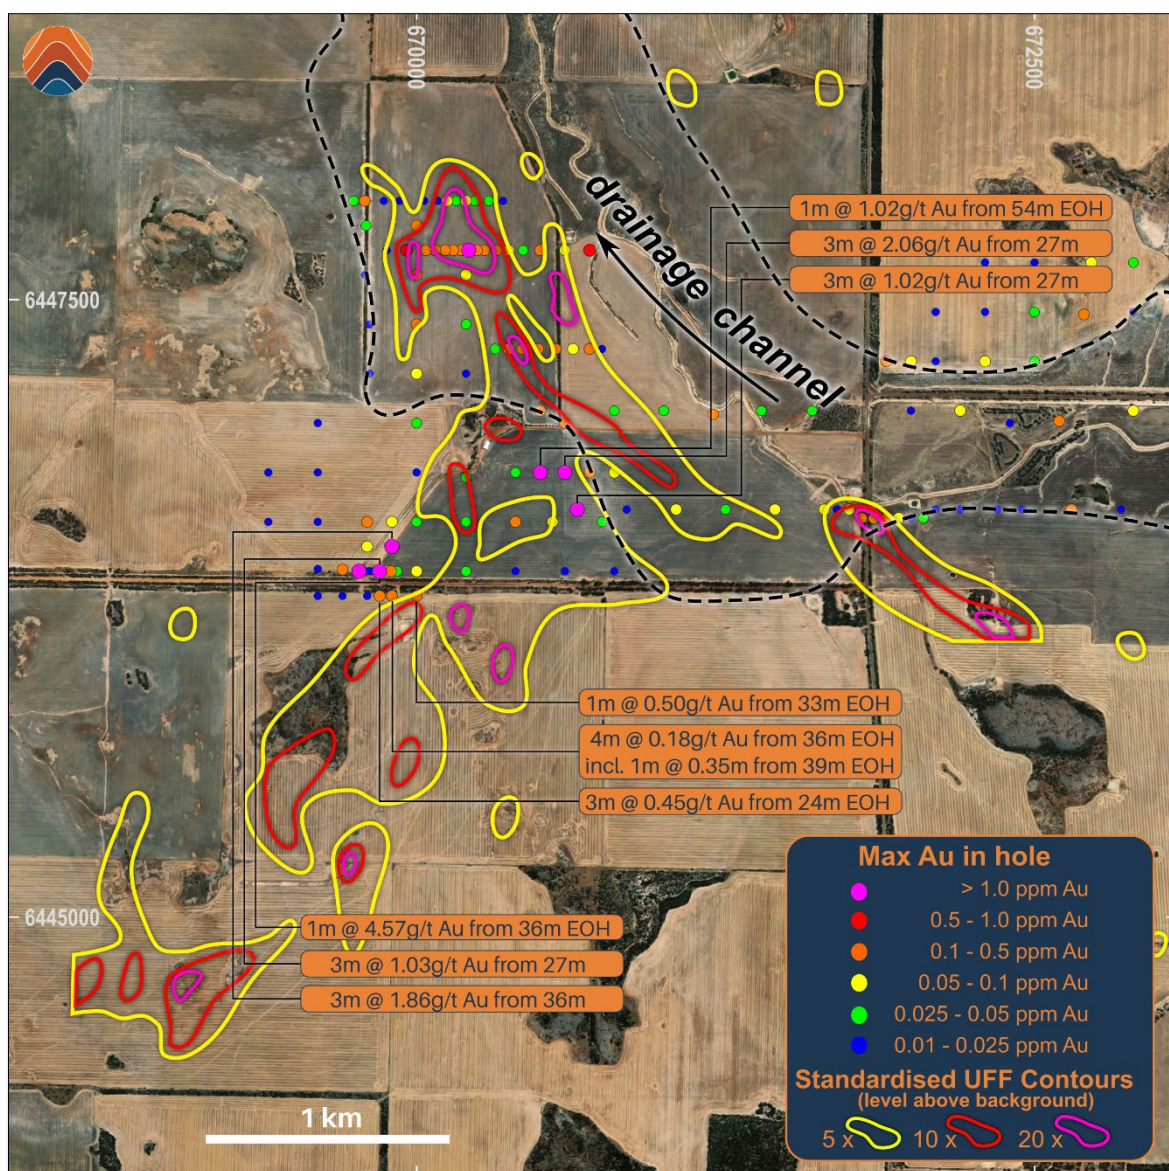 670000
672500
drainage channel
1m @ 1.02g/t Au from 54m EOH
3m @ 2.06g/t Au from 27m
3m @ 1.02g/t Au from 27m
6447500
1m @ 0.50g/t Au from 33m EOH
4m @ 0.18g/t Au from 36m EOH
incl. 1m @ 0.35m from 39m EOH
3m @ 0.45g/t Au from 24m EOH
6445000
1m @ 4.57g/t Au from 36m EOH
3m @ 1.03g/t Au from 27m
3m @ 1.86g/t Au from 36m
1 km
Max Au in hole
> 1.0 ppm Au
0.5 - 1.0 ppm Au
0.1 - 0.5 ppm Au
0.05 - 0.1 ppm Au
0.025 - 0.05 ppm Au
0.01 - 0.025 ppm Au
Standardised UFF Contours
(level above background)
5 x 10 x 20 x